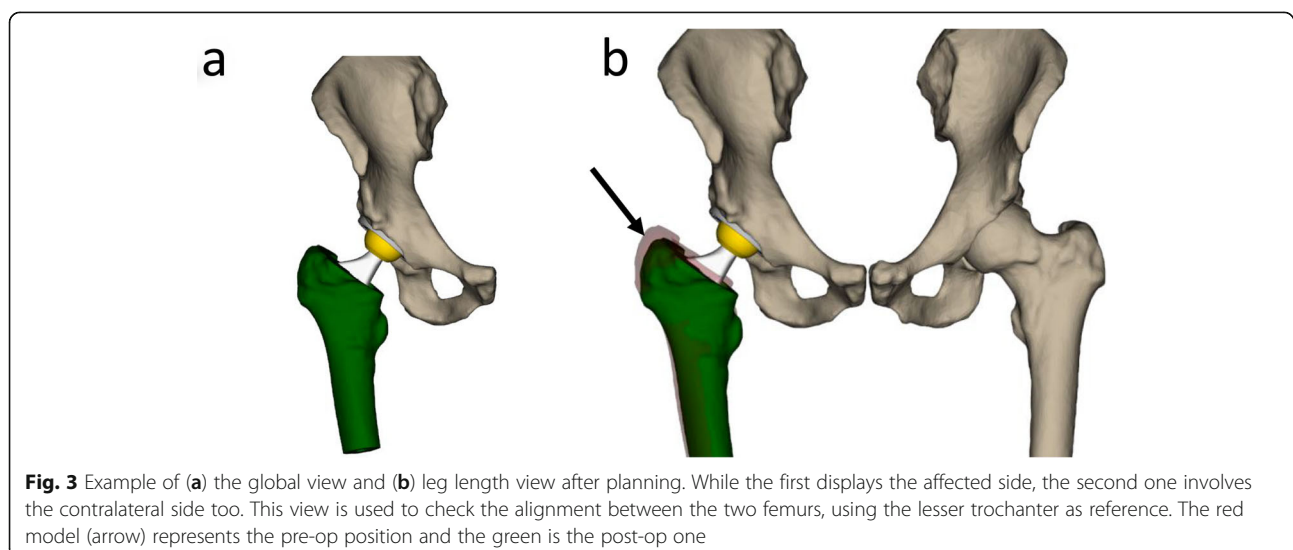 a
b
Fig. 3 Example of (a) the global view and (b) leg length view after planning. While the first displays the affected side, the second one involves
the contralateral side too. This view is used to check the alignment between the two femurs, using the lesser trochanter as reference. The red
model (arrow) represents the pre-op position and the green is the post-op one